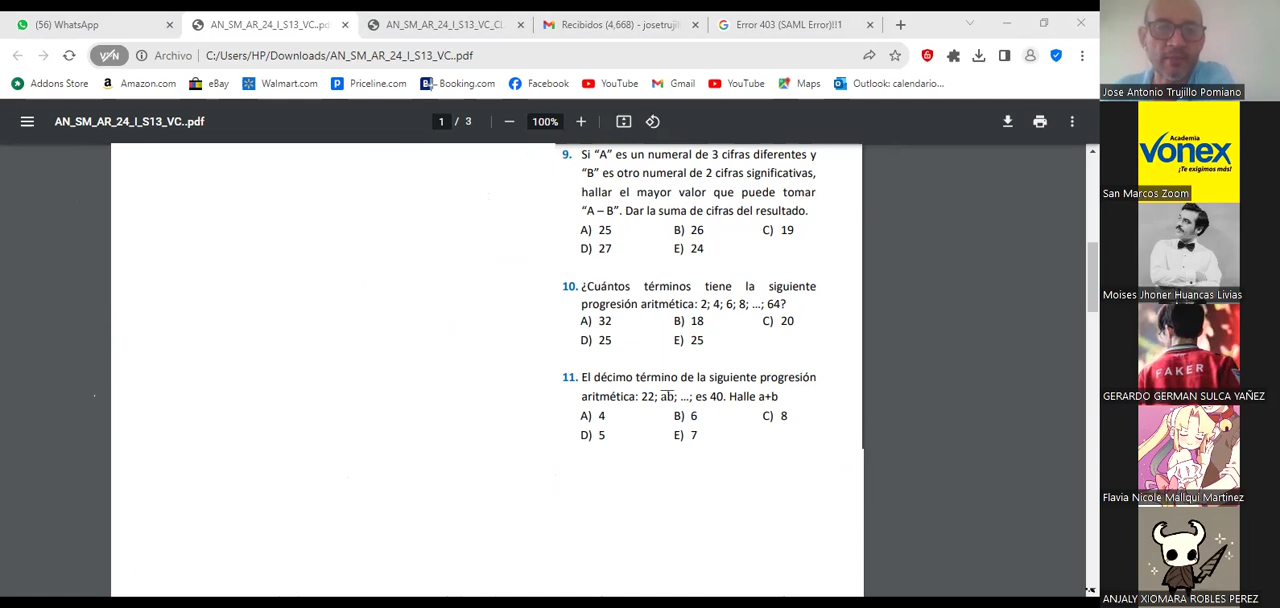 (56) WhatsApp
AN_SM_AR_24_I_S13_VC..pd
AN_SM_AR_24_I_S13_VC_C
Recibidos (4,668) - josetrujil
Error 403 (SAML Error)!!1
VPN
Archivo
C:/Users/HP/Downloads/AN_SM_AR_24_I_S13_VC..pdf
6
Addons Store
Amazon.com
eBay
Walmart.com
Priceline.com
Booking.com
Facebook
YouTube
Gmail
YouTube
Maps
Outlook: calendario...
AN_SM_AR_24_I_S13_VC..pdf
1 / 3
100%
9. Si “A” es un numeral de 3 cifras diferentes y
“B” es otro numeral de 2 cifras significativas,
hallar el mayor valor que puede tomar
“A – B”. Dar la suma de cifras del resultado.
A) 25 B) 26 C) 19
D) 27 E) 24
10. ¿Cuántos términos tiene la siguiente
progresión aritmética: 2; 4; 6; 8; ...; 64?
A) 32 B) 18 C) 20
D) 25 E) 25
11. El décimo término de la siguiente progresión
aritmética: 22; a̅b̅; ...; es 40. Halle a+b
A) 4 B) 6 C) 8
D) 5 E) 7
Jose Antonio Trujillo Pomiano
Academia
vonex
¡Te exigimos más!
San Marcos Zoom
Moises Jhoner Huancas Livias
FAKER
GERARDO GERMAN SULCA YAÑEZ
Flavia Nicole Mallqui Martinez
ANJALY XIOMARA ROBLES PEREZ